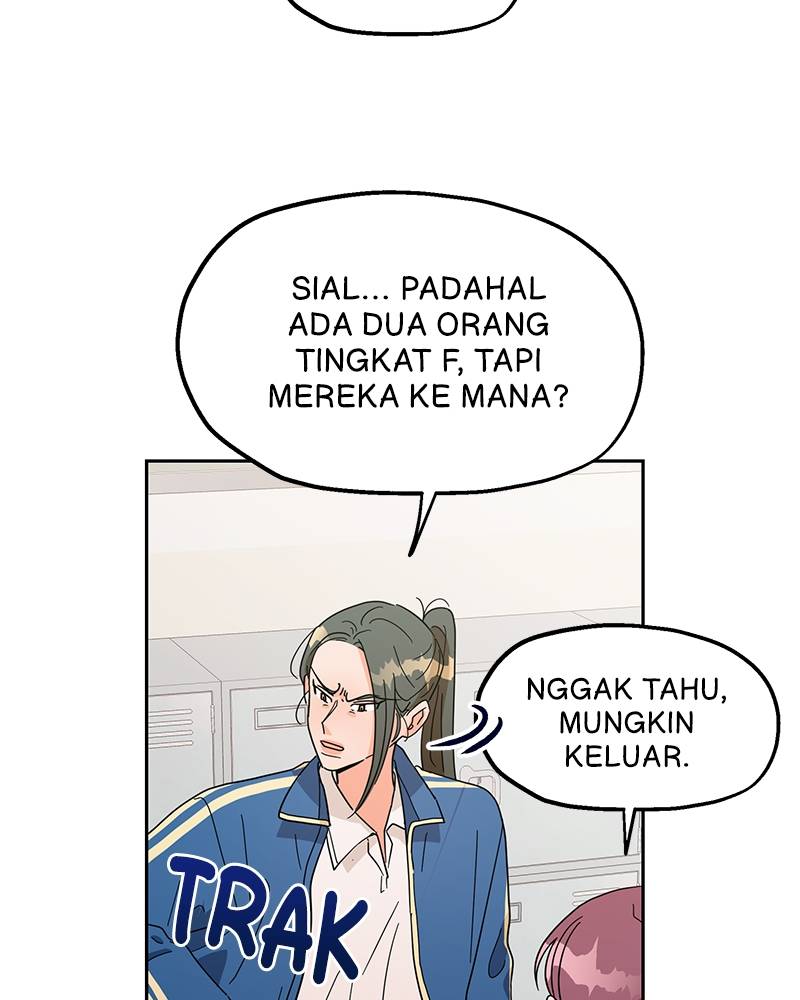 SIAL... PADAHAL
ADA DUA ORANG
TINGKAT F, TAPI
MEREKA KE MANA?
NGGAK TAHU,
MUNGKIN
KELUAR.
TRAK